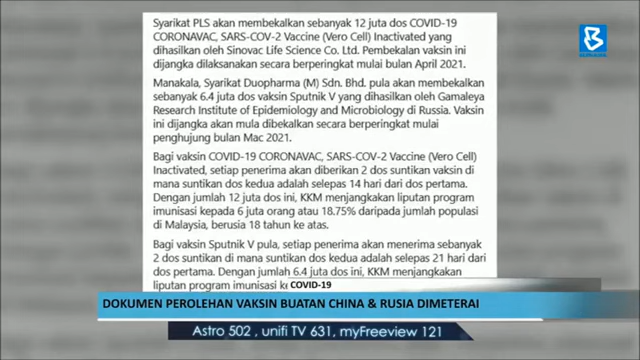 Syarikat PLS akan membekalkan sebanyak 12 juta dos COVID-19
CORONAVAC, SARS-COV-2 Vaccine (Vero Cell) Inactivated yang
dihasilkan oleh Sinovac Life Science Co. Ltd. Pembekalan vaksin ini
dijangka dilaksanakan secara berperingkat mulai bulan April 2021.
Manakala, Syarikat Duopharma (M) Sdn. Bhd. pula akan membekalkan
sebanyak 6.4 juta dos vaksin Sputnik V yang dihasilkan oleh Gamaleya
Research Institute of Epidemiology and Microbiology di Rusia. Vaksin
ini dijangka akan mula dibekalkan secara berperingkat mulai
penghujung bulan Mac 2021.
Bagi vaksin COVID-19 CORONAVAC, SARS-COV-2 Vaccine (Vero Cell)
Inactivated, setiap penerima akan diberikan 2 dos suntikan vaksin di
mana suntikan dos kedua adalah selepas 14 hari dari dos pertama.
Dengan jumlah 12 juta dos ini, KKM menjangkakan liputan program
imunisasi kepada 6 juta orang atau 18.75% daripada jumlah populasi
di Malaysia, berusia 18 tahun ke atas.
Bagi vaksin Sputnik V pula, setiap penerima akan menerima sebanyak
2 dos suntikan dan suntikan dos kedua adalah selepas 21 hari dari
dos pertama. Dengan jumlah 6.4 juta dos ini, KKM menjangkakan
liputan program imunisasi
COVID-19
DOKUMEN PEROLEHAN VAKSIN BUATAN CHINA & RUSIA DIMETERAI
Astro 502 , unifi TV 631, myFreeview 121